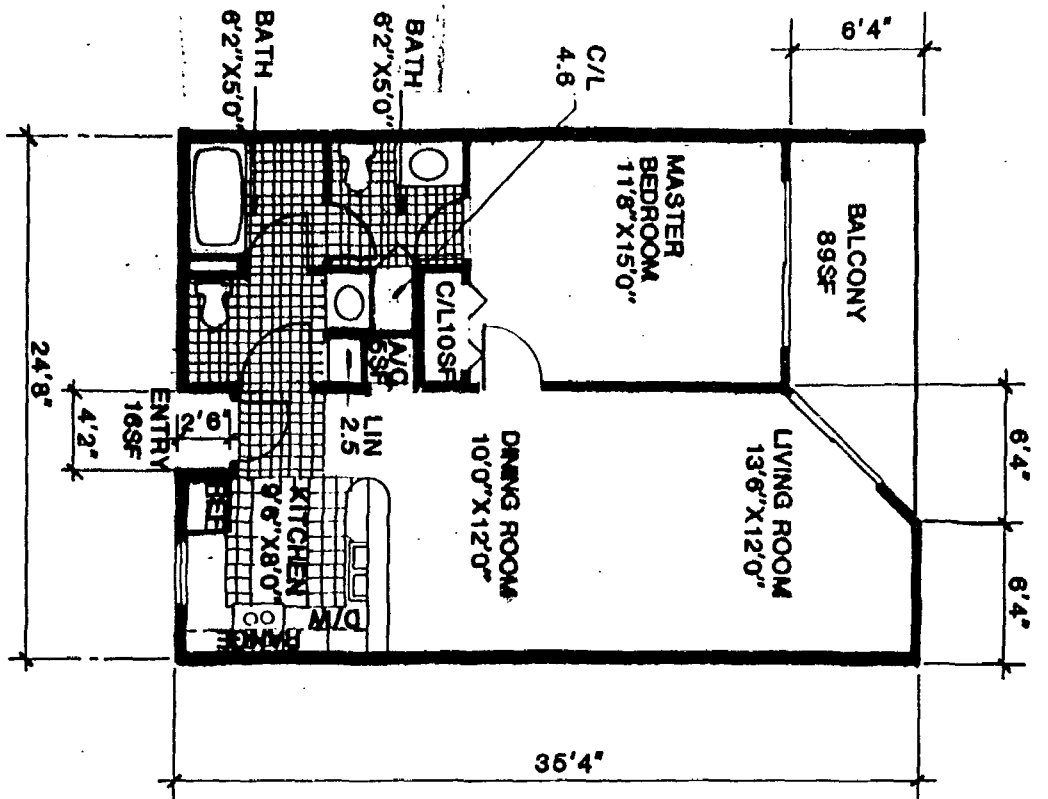 BATH
6'2"X5'0"
BATH
6'2"X5'0"
C/L
4.6
6'4"
MASTER
BEDROOM
11'8"X15'0"
BALCONY
89SF
C/L10SF
A/C
5SF
LIN
2.5
24'8"
4'2"
ENTRY
16SF
2'6"
REF
KITCHEN
9'6"X8'0"
D/W
RANGE
DINING ROOM
10'0"X12'0"
LIVING ROOM
13'6"X12'0"
6'4"
6'4"
35'4"